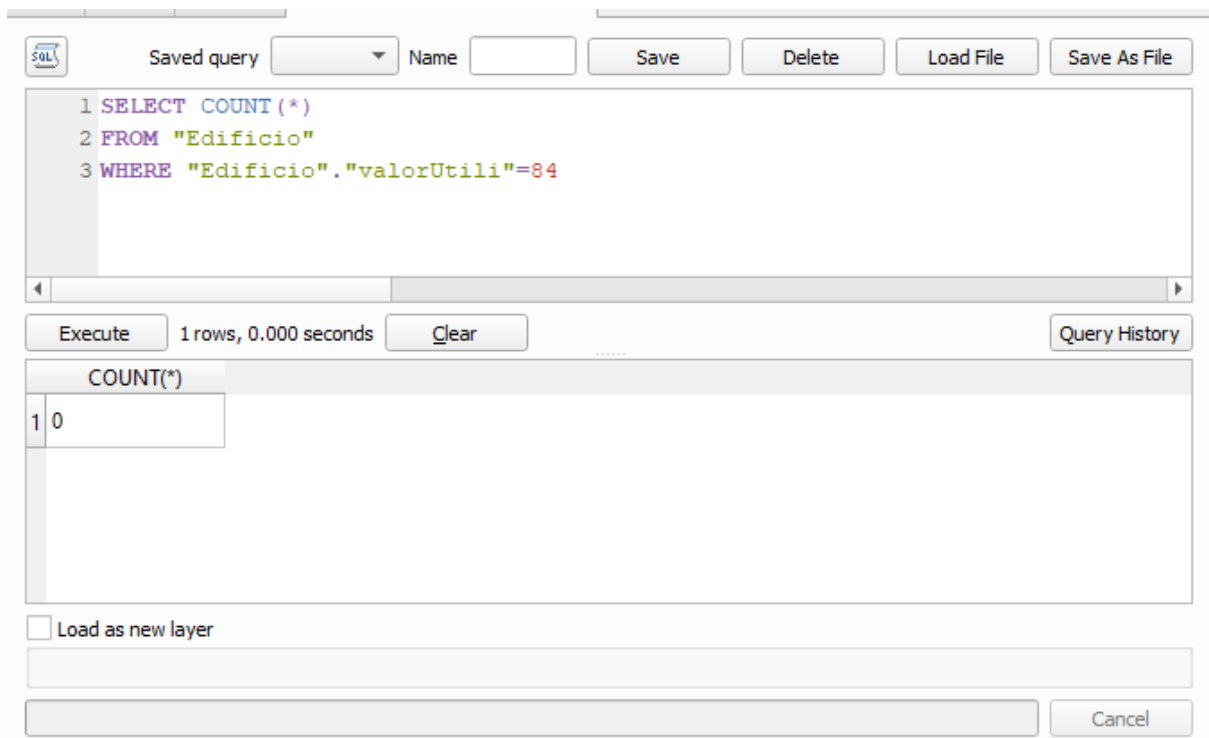 SQL Saved query Name Save Delete Load File Save As File
1 SELECT COUNT(*)
2 FROM "Edificio"
3 WHERE "Edificio"."valorUtili"=84
Execute 1 rows, 0.000 seconds Clear Query History
COUNT(*)
1 0
Load as new layer
Cancel